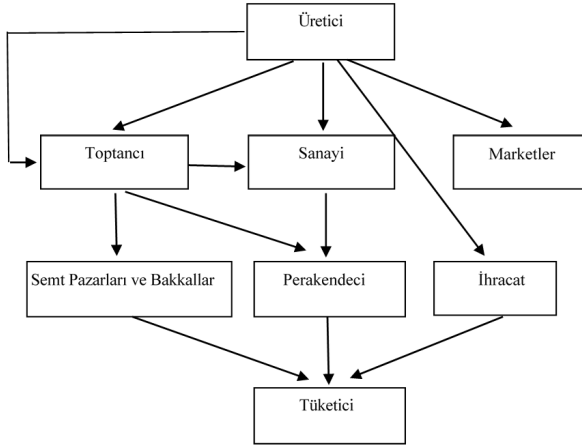 Üretici
Toptancı
Sanayi
Marketler
Semt Pazarları ve Bakkallar
Perakendeci
İhracat
Tüketici